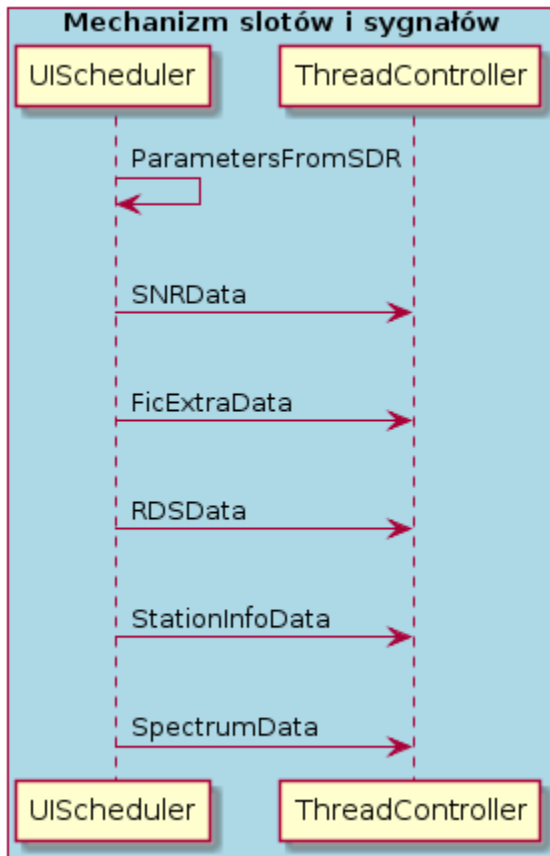 Mechanizm slotów i sygnałów
UIScheduler ThreadController
ParametersFromSDR
SNRData
FicExtraData
RDSData
StationInfoData
SpectrumData
UIScheduler ThreadController